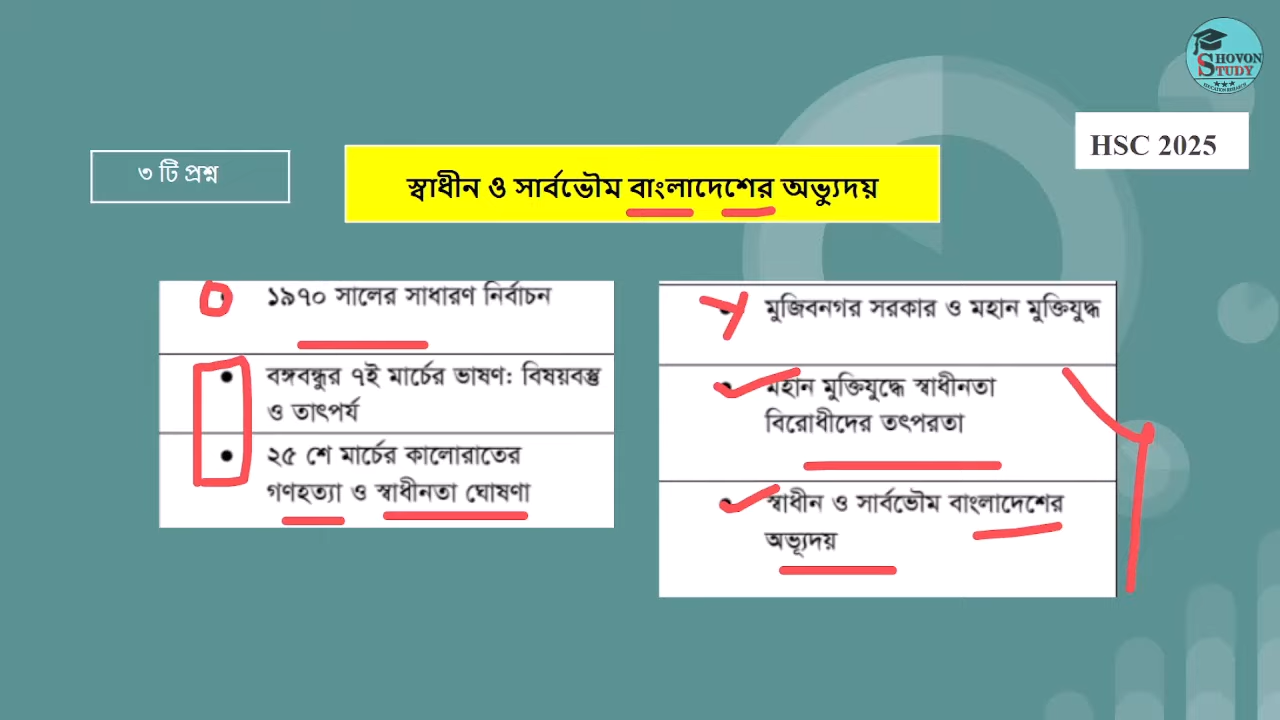 SHOVON
STUDY
HSC 2025
৩ টি প্রশ্ন
স্বাধীন ও সার্বভৌম বাংলাদেশের অভ্যুদয়
১৯৭০ সালের সাধারণ নির্বাচন
বঙ্গবন্ধুর ৭ই মার্চের ভাষণ: বিষয়বস্তু
ও তাৎপর্য
২৫ শে মার্চের কালোরাতের
গণহত্যা ও স্বাধীনতা ঘোষণা
মুজিবনগর সরকার ও মহান মুক্তিযুদ্ধ
মহান মুক্তিযুদ্ধে স্বাধীনতা
বিরোধীদের তৎপরতা
স্বাধীন ও সার্বভৌম বাংলাদেশের
অভ্যূদয়